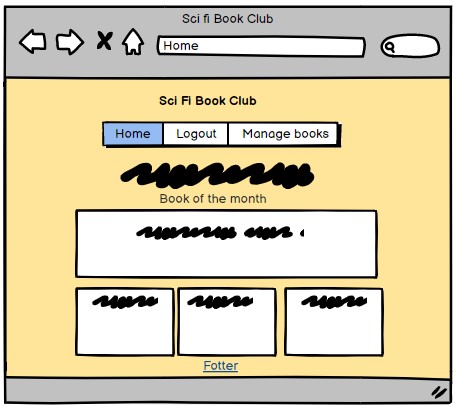 Sci fi Book Club
Home
Sci Fi Book Club
Home Logout Manage books
Book of the month
Fotter